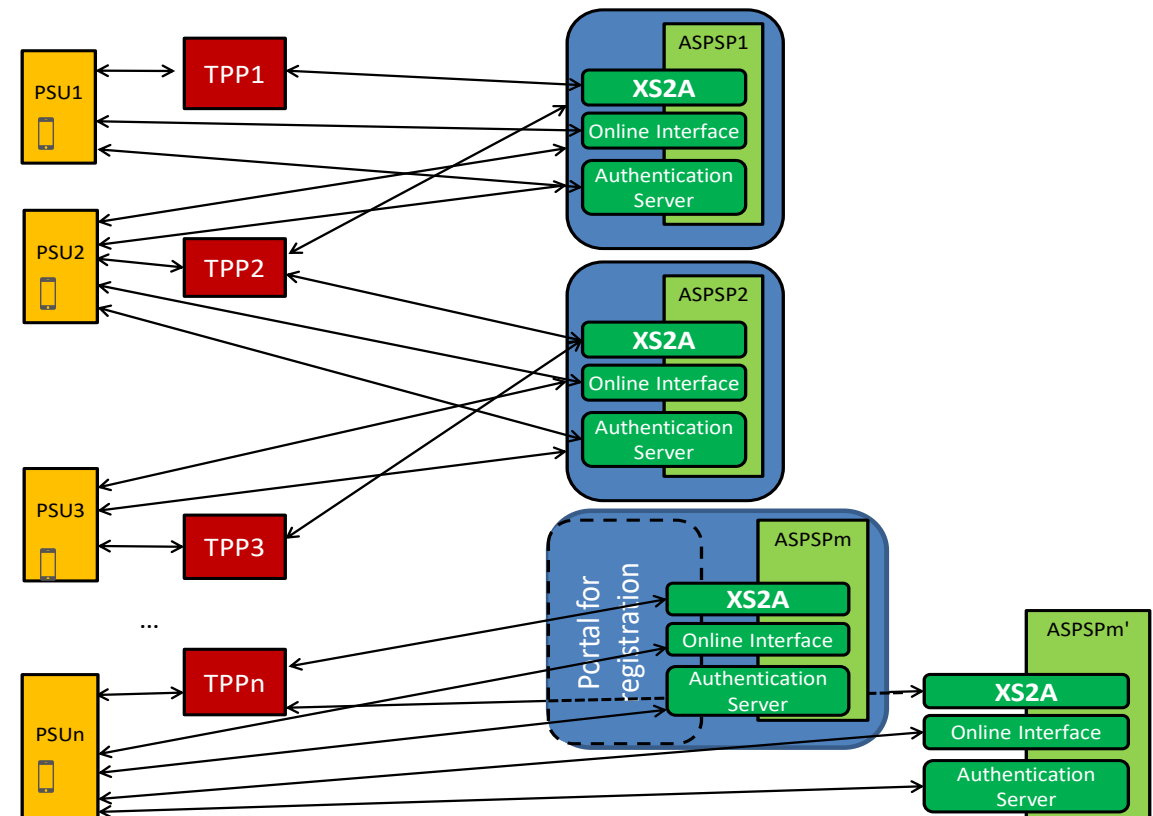 PSU1
TPP1
ASPSP1
XS2A
Online Interface
Authentication
Server
PSU2
TPP2
ASPSP2
XS2A
Online Interface
Authentication
Server
PSU3
TPP3
...
ASPSPm
Portal for
registration
XS2A
Online Interface
Authentication
Server
PSUn
TPPn
ASPSPm'
XS2A
Online Interface
Authentication
Server